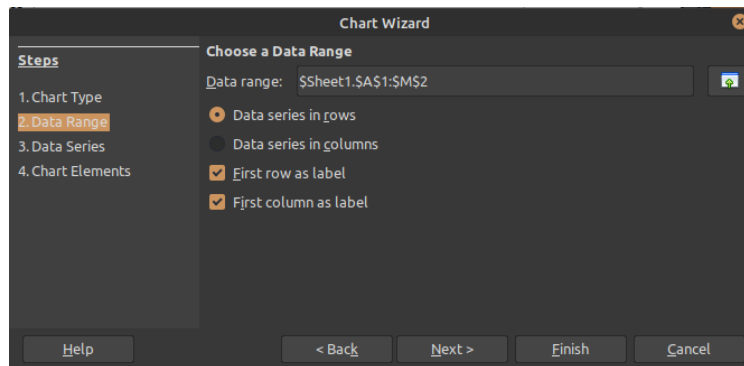 Chart Wizard
Steps
1. Chart Type
2. Data Range
3. Data Series
4. Chart Elements
Choose a Data Range
Data range: $Sheet1.$A$1:$M$2
Data series in rows
Data series in columns
First row as label
First column as label
Help < Back Next > Finish Cancel